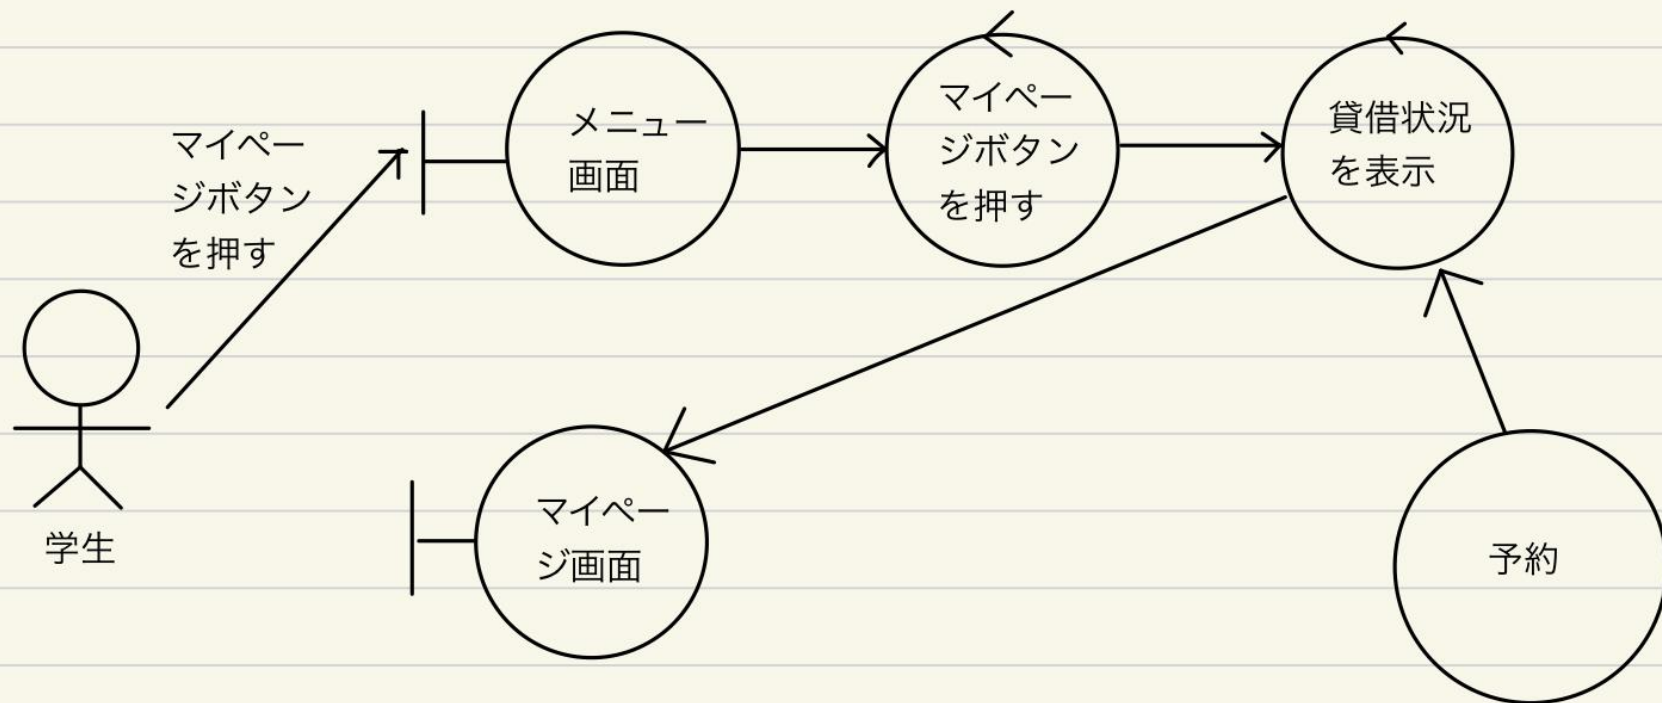 マイペー
ジボタン
を押す
メニュー
画面
マイペー
ジボタン
を押す
貸借状況
を表示
学生
マイペー
ジ画面
予約